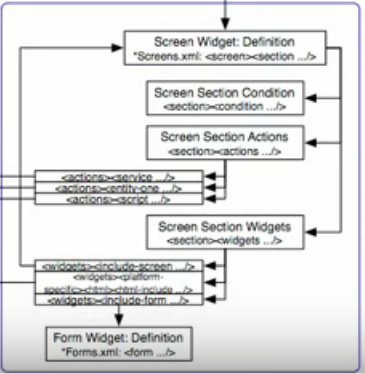 Screen Widget: Definition
*Screens.xml: <screen><section .../>
Screen Section Condition
<section><condition .../>
Screen Section Actions
<section><actions .../>
<actions><service .../>
<actions><entity-one .../>
<actions><script .../>
Screen Section Widgets
<section><widgets .../>
<widgets><include-screen .../>
<widgets><platform-
specific><html><html-include .../>
<widgets><include-form .../>
Form Widget: Definition
*Forms.xml: <form .../>